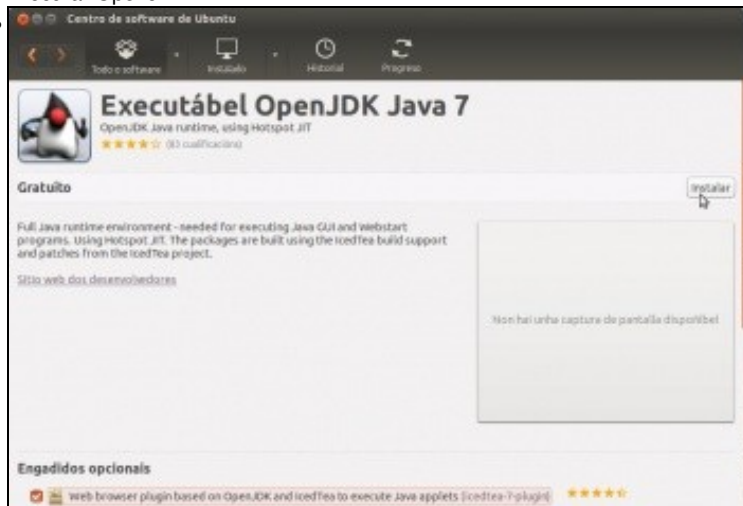 Centro de software de Ubuntu
Todo o software
Instalado
Historial
Progreso
Executábel OpenJDK Java 7
OpenJDK Java runtime, using Hotspot JIT
(83 cualificacións)
Gratuíto
Instalar
Full Java runtime environment - needed for executing Java GUI and Webstart
programs. Using Hotspot JIT. The packages are built using the IcedTea build support
and patches from the IcedTea project.
Sitio web dos desenvolvedores
Non hai unha captura de pantalla dispoñíbel
Engadidos opcionais
Web browser plugin based on OpenJDK and IcedTea to execute Java applets (icedtea-7-plugin)